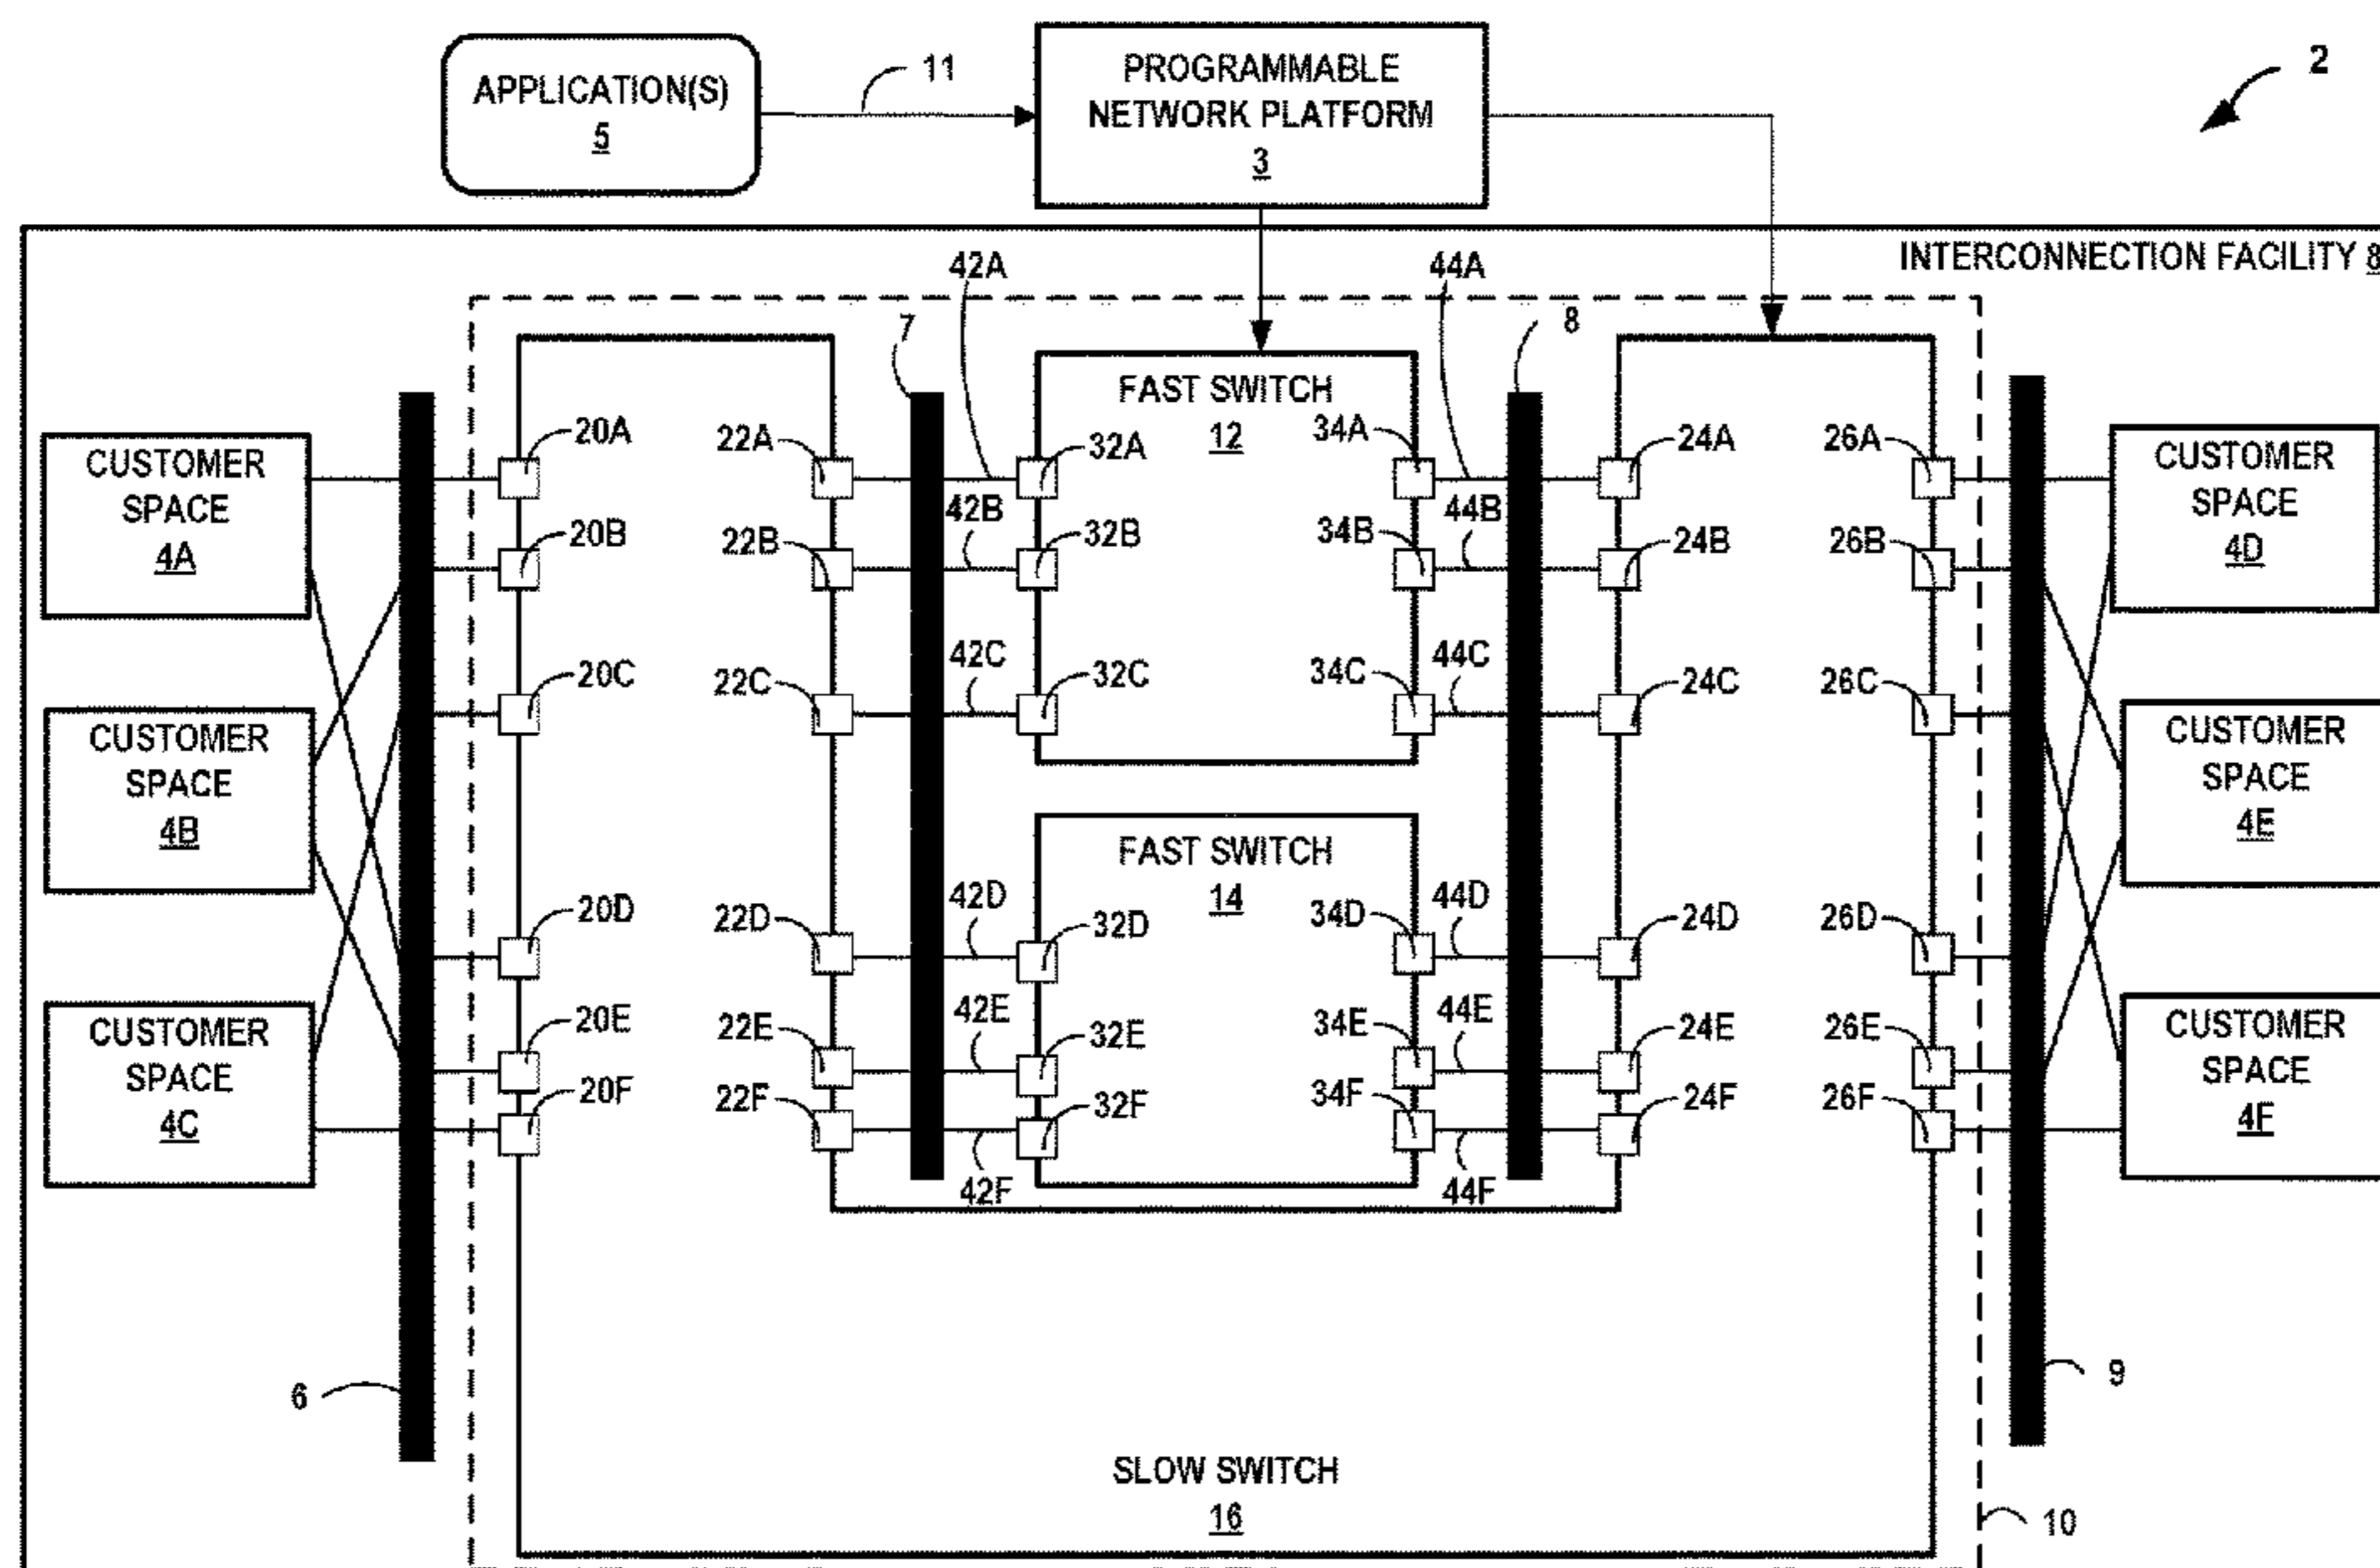 2
APPLICATION(S)
5
11
PROGRAMMABLE
NETWORK PLATFORM
3
INTERCONNECTION FACILITY 8
42A
44A
7
8
FAST SWITCH
12
CUSTOMER
SPACE
4A
20A
22A
32A
34A
24A
26A
CUSTOMER
SPACE
4D
42B
44B
20B
22B
32B
34B
24B
26B
42C
44C
20C
22C
32C
34C
24C
26C
CUSTOMER
SPACE
4B
CUSTOMER
SPACE
4E
FAST SWITCH
14
42D
44D
20D
22D
32D
34D
24D
26D
42E
44E
20E
22E
32E
34E
24E
26E
CUSTOMER
SPACE
4C
CUSTOMER
SPACE
4F
20F
22F
32F
34F
24F
26F
42F
44F
6
9
SLOW SWITCH
16
10